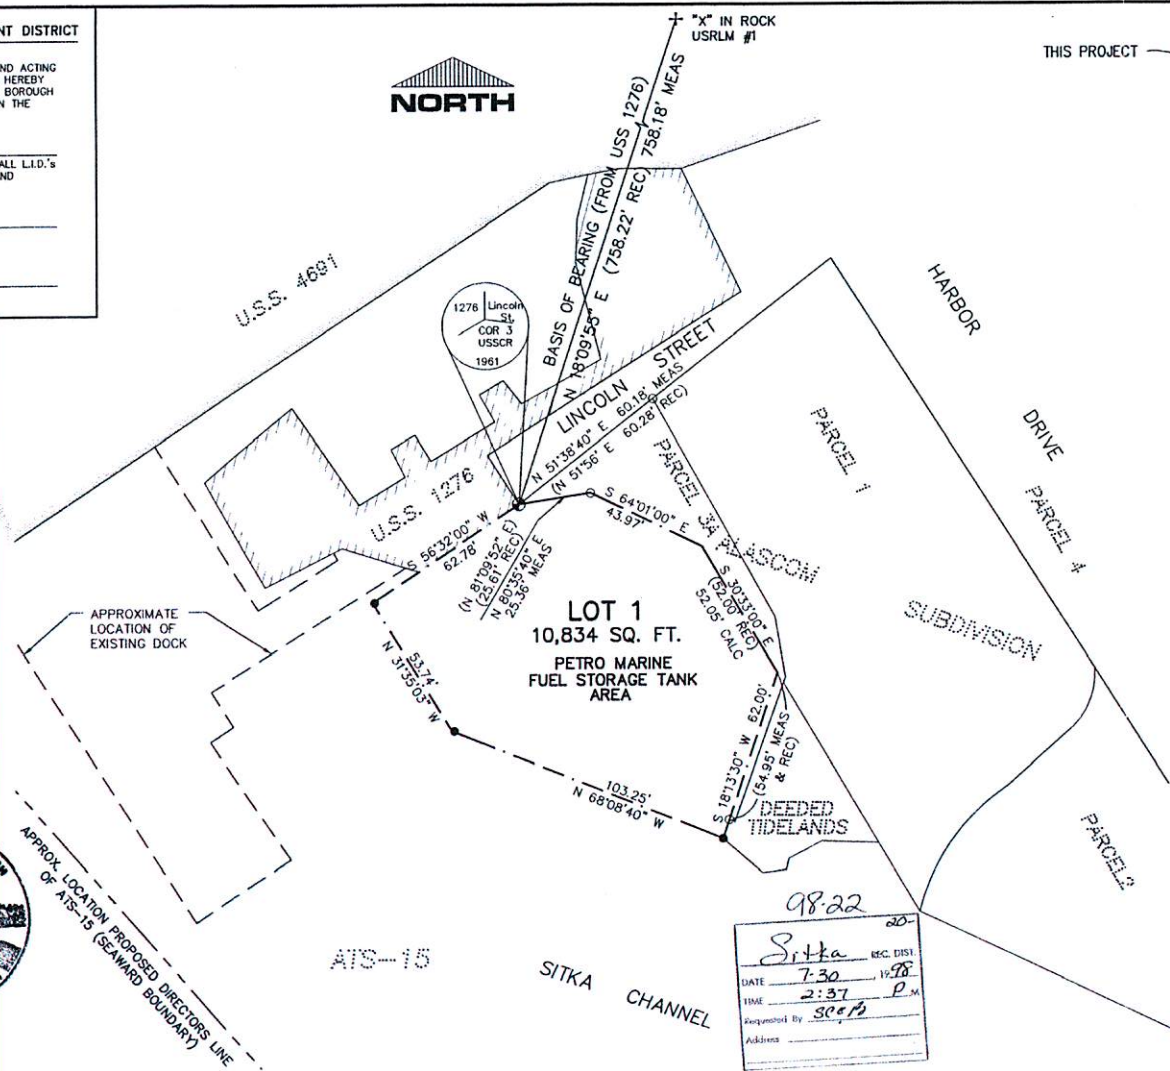 NT DISTRICT
ND ACTING
HEREBY
BOROUGH
N THE
ALL L.I.D.'s
ND
NORTH
"X" IN ROCK
USRLM #1
THIS PROJECT
BASIS OF BEARING (FROM USS 1276)
N 18°09'55" E (758.22' REC) 758.18' MEAS
U.S.S. 4691
1276 Lincoln
St.
COR 3
USSCR
1961
LINCOLN STREET
N 51°38'40" E 60.18' MEAS
(N 51°56' E 60.28' REC)
HARBOR
DRIVE
PARCEL 1
PARCEL 4
PARCEL 3A
ALASCOM
SUBDIVISION
PARCEL 2
U.S.S. 1276
S 56°32'00" W
62.78'
(N 81°09'52" E)
(25.61' REC)
N 80°35'40" E
25.36' MEAS
S 64°01'00" E
43.97'
S 30°33'00" E
(52.00' REC)
52.05' CALC
APPROXIMATE
LOCATION OF
EXISTING DOCK
LOT 1
10,834 SQ. FT.
PETRO MARINE
FUEL STORAGE TANK
AREA
53.74'
N 31°35'03" W
S 18°13'30" W 62.00'
(54.95' MEAS
& REC)
103.25'
N 68°08'40" W
DEEDED
TIDELANDS
APPROX. LOCATION PROPOSED DIRECTORS LINE
OF ATS-15 (SEAWARD BOUNDARY)
ATS-15
SITKA CHANNEL
98-22
20-
Sitka REC. DIST.
DATE 7-30 1998
TIME 2:37 P M
Requested By
Address